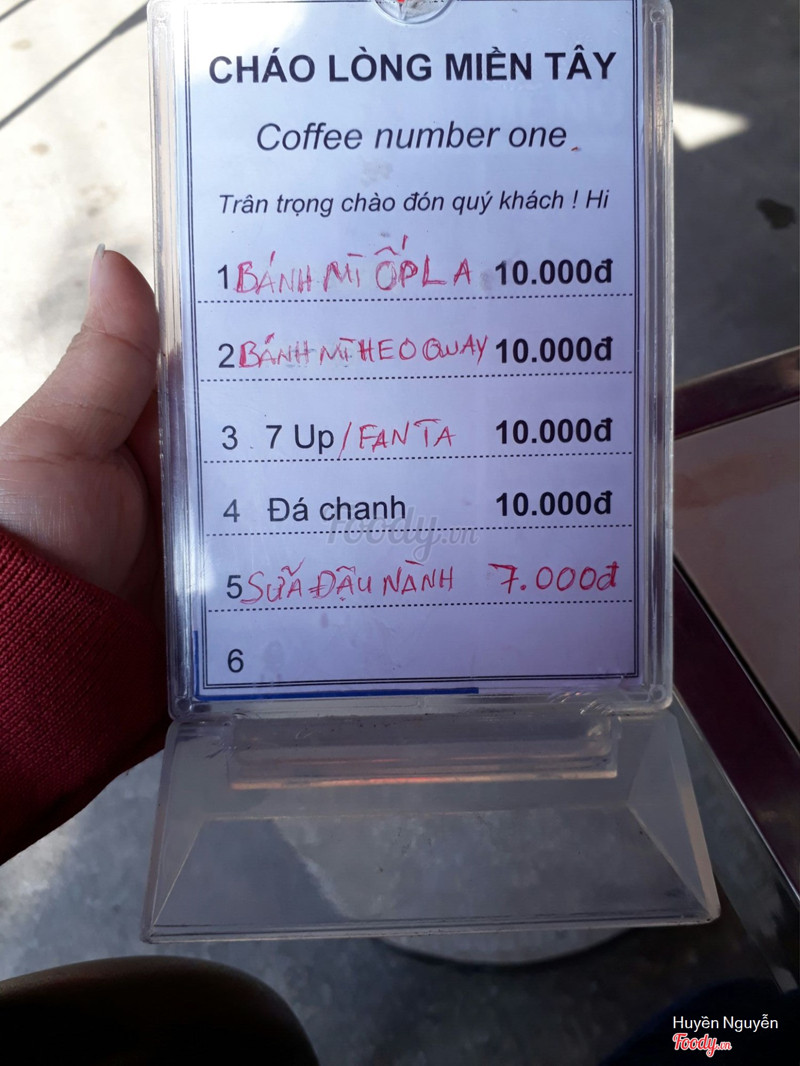 CHÁO LÒNG MIỀN TÂY
Coffee number one
Trân trọng chào đón quý khách ! Hi
1 BÁNH MÌ ỐPLA 10.000đ
2 BÁNH MÌ HEO QUAY 10.000đ
3 7 Up / FANTA 10.000đ
4 Đá chanh 10.000đ
foody.vn
5 SỮA ĐẬU NÀNH 7.000đ
6
Huyền Nguyễn
Foody.vn